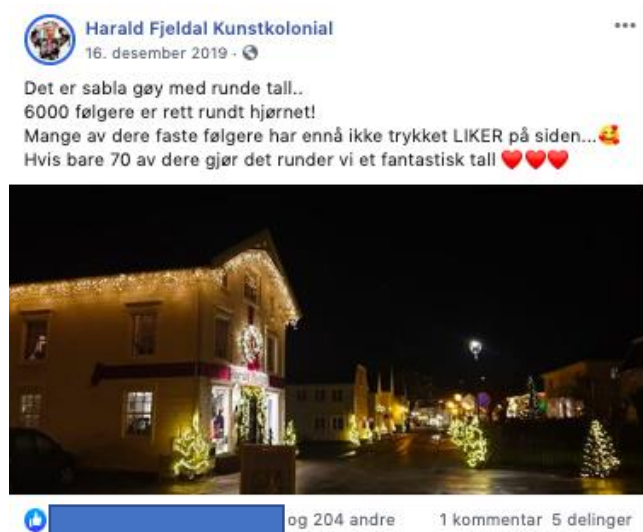 Harald Fjeldal Kunstkolonial
16. desember 2019 ·
Det er sabla gøy med runde tall..
6000 følgere er rett rundt hjørnet!
Mange av dere faste følgere har ennå ikke trykket LIKER på siden...🥰
Hvis bare 70 av dere gjør det runder vi et fantastisk tall ❤️❤️❤️
og 204 andre 1 kommentar 5 delinger